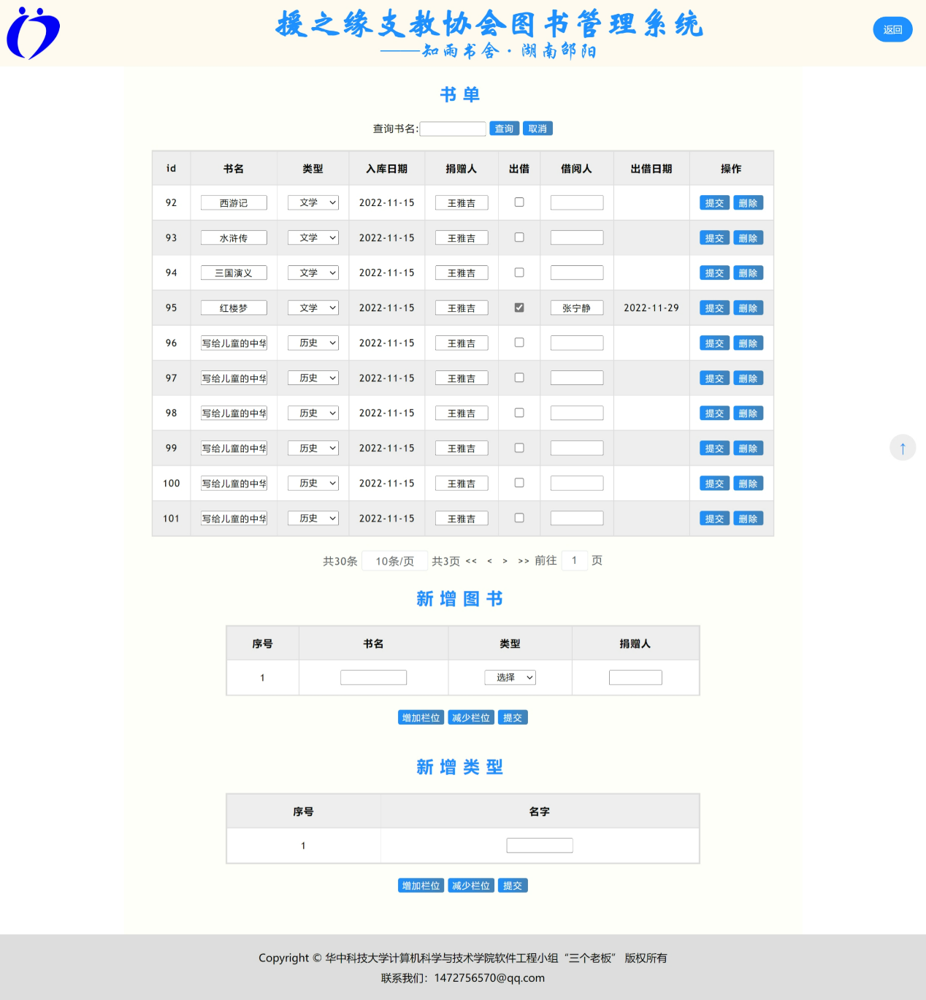 援之缘支教协会图书管理系统
——知雨书舍·湖南邵阳
返回
书单
查询书名: 查询 取消
id 书名 类型 入库日期 捐赠人 出借 借阅人 出借日期 操作
92 西游记 文学 2022-11-15 王雅吉 提交 删除
93 水浒传 文学 2022-11-15 王雅吉 提交 删除
94 三国演义 文学 2022-11-15 王雅吉 提交 删除
95 红楼梦 文学 2022-11-15 王雅吉 张宁静 2022-11-29 提交 删除
96 写给儿童的中华 历史 2022-11-15 王雅吉 提交 删除
97 写给儿童的中华 历史 2022-11-15 王雅吉 提交 删除
98 写给儿童的中华 历史 2022-11-15 王雅吉 提交 删除
99 写给儿童的中华 历史 2022-11-15 王雅吉 提交 删除
100 写给儿童的中华 历史 2022-11-15 王雅吉 提交 删除
101 写给儿童的中华 历史 2022-11-15 王雅吉 提交 删除
↑
共30条 10条/页 共3页 << < > >> 前往 1 页
新增图书
序号 书名 类型 捐赠人
1 选择
增加栏位 减少栏位 提交
新增类型
序号 名字
1
增加栏位 减少栏位 提交
Copyright © 华中科技大学计算机科学与技术学院软件工程小组“三个老板” 版权所有
联系我们：1472756570@qq.com